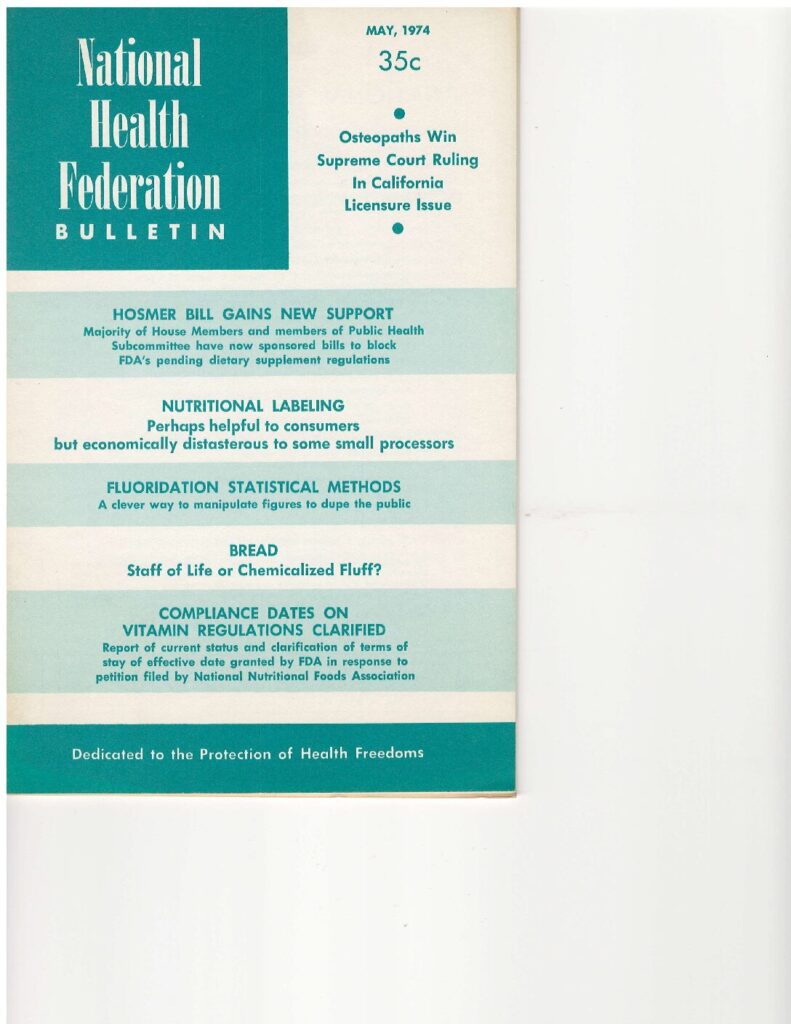 National
Health
Federation
BULLETIN
MAY, 1974
35c
Osteopaths Win
Supreme Court Ruling
In California
Licensure Issue
HOSMER BILL GAINS NEW SUPPORT
Majority of House Members and members of Public Health
Subcommittee have now sponsored bills to block
FDA's pending dietary supplement regulations
NUTRITIONAL LABELING
Perhaps helpful to consumers
but economically distasterous to some small processors
FLUORIDATION STATISTICAL METHODS
A clever way to manipulate figures to dupe the public
BREAD
Staff of Life or Chemicalized Fluff?
COMPLIANCE DATES ON
VITAMIN REGULATIONS CLARIFIED
Report of current status and clarification of terms of
stay of effective date granted by FDA in response to
petition filed by National Nutritional Foods Association
Dedicated to the Protection of Health Freedoms